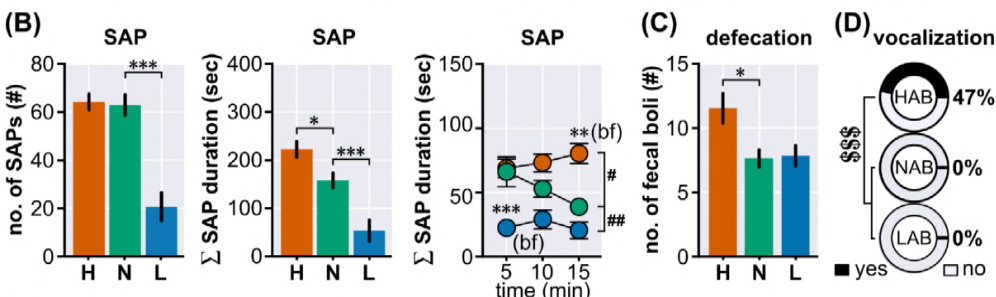 (B)
SAP
no. of SAPs (#)
80
60
40
20
0
***
H N L
SAP
∑ SAP duration (sec)
400
300
200
100
0
*
***
H N L
SAP
∑ SAP duration (sec)
150
100
50
0
**(bf)
#
***
(bf)
##
5 10 15
time (min)
(C)
defecation
no. of fecal boli (#)
15
10
5
0
*
H N L
(D)
vocalization
HAB 47%
$$$
NAB 0%
LAB 0%
yes no